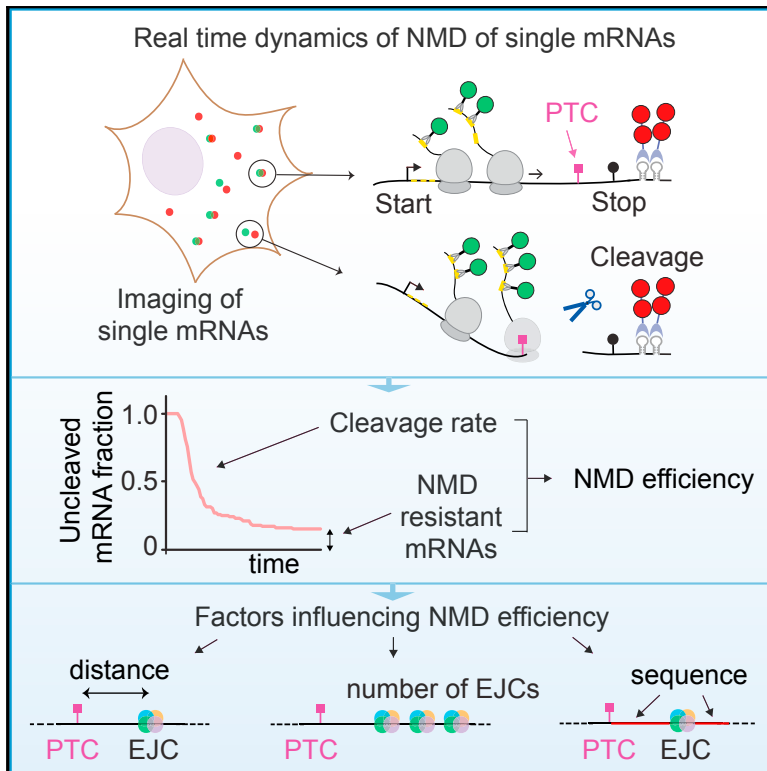 Real time dynamics of NMD of single mRNAs
PTC
Start
Stop
Cleavage
Imaging of
single mRNAs
Uncleaved
mRNA fraction
1.0
0.5
0
time
Cleavage rate
NMD
resistant
mRNAs
NMD efficiency
Factors influencing NMD efficiency
distance
PTC
EJC
number of EJCs
PTC
sequence
PTC
EJC